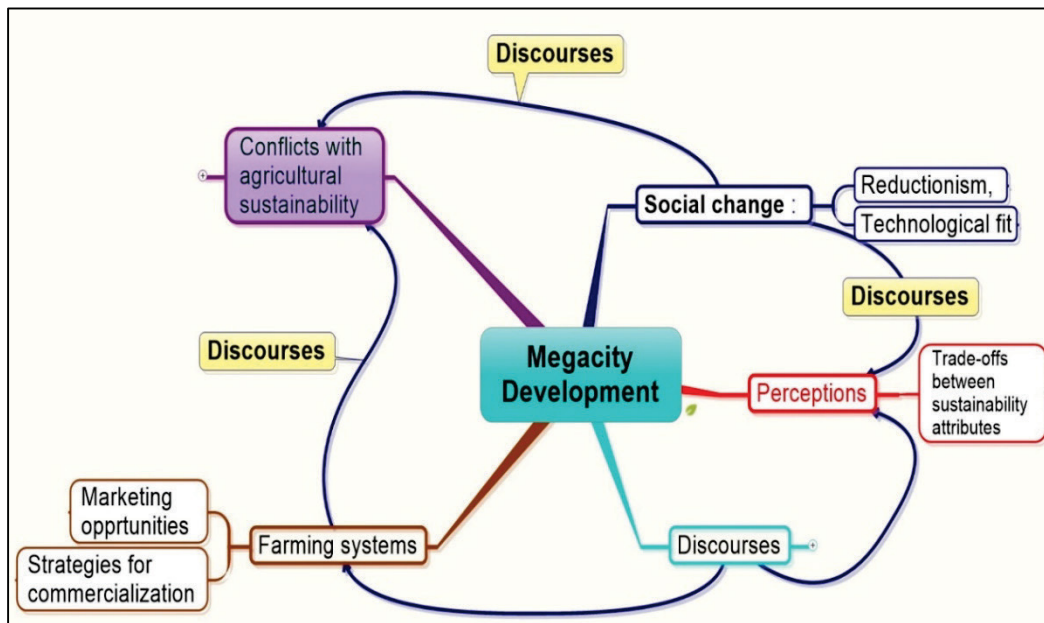 Discourses
Conflicts with
agricultural
sustainability
Social change :
Reductionism,
Technological fit
Discourses
Discourses
Megacity
Development
Perceptions
Trade-offs
between
sustainability
attributes
Marketing
opprtunities
Strategies for
commercialization
Farming systems
Discourses